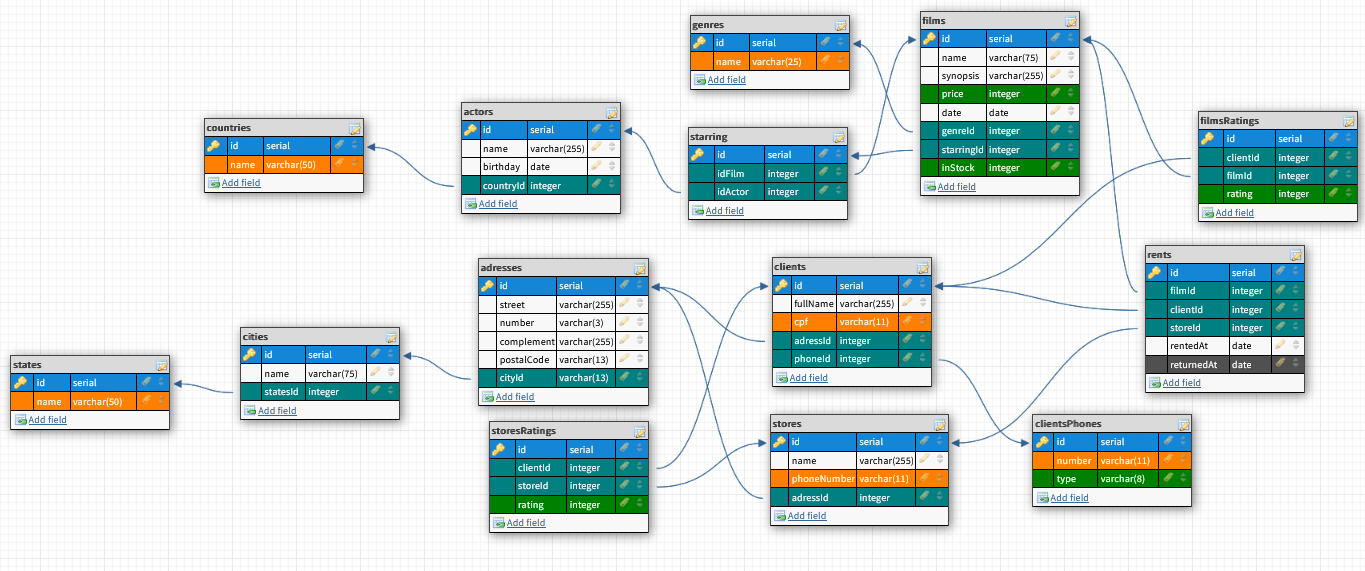 genres
id serial
name varchar(25)
Add field
films
id serial
name varchar(75)
synopsis varchar(255)
price integer
date date
genreId integer
starringId integer
inStock integer
Add field
actors
id serial
name varchar(255)
birthday date
countryId integer
Add field
countries
id serial
name varchar(50)
Add field
starring
id serial
idFilm integer
idActor integer
Add field
filmsRatings
id serial
clientId integer
filmId integer
rating integer
Add field
adresses
id serial
street varchar(255)
number varchar(3)
complement varchar(255)
postalCode varchar(13)
cityId varchar(13)
Add field
clients
id serial
fullName varchar(255)
cpf varchar(11)
adressId integer
phoneId integer
Add field
rents
id serial
filmId integer
clientId integer
storeId integer
rentedAt date
returnedAt date
Add field
cities
id serial
name varchar(75)
statesId integer
Add field
states
id serial
name varchar(50)
Add field
storesRatings
id serial
clientId integer
storeId integer
rating integer
Add field
stores
id serial
name varchar(255)
phoneNumber varchar(11)
adressId integer
Add field
clientsPhones
id serial
number varchar(11)
type varchar(8)
Add field